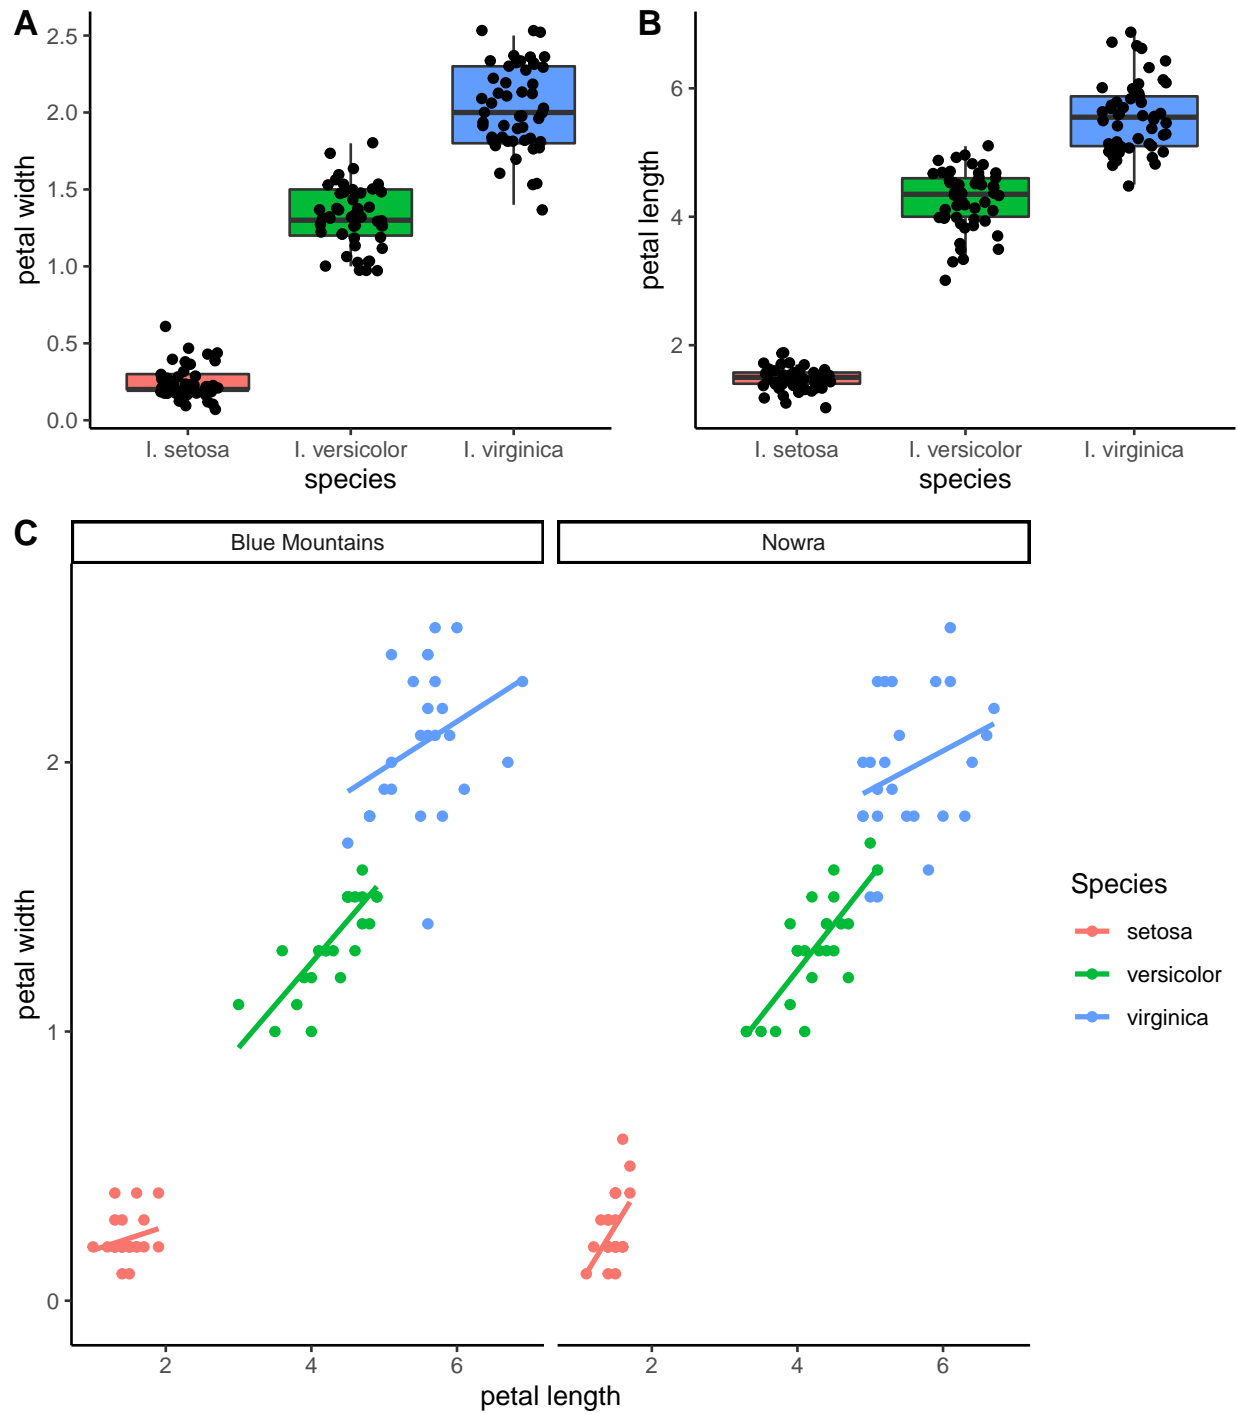 A
2.5
2.0
1.5
1.0
0.5
0.0
petal width
I. setosa I. versicolor I. virginica
species
B
6
4
2
petal length
I. setosa I. versicolor I. virginica
species
C
Blue Mountains
Nowra
2
1
0
petal width
2 4 6
2 4 6
petal length
Species
setosa
versicolor
virginica